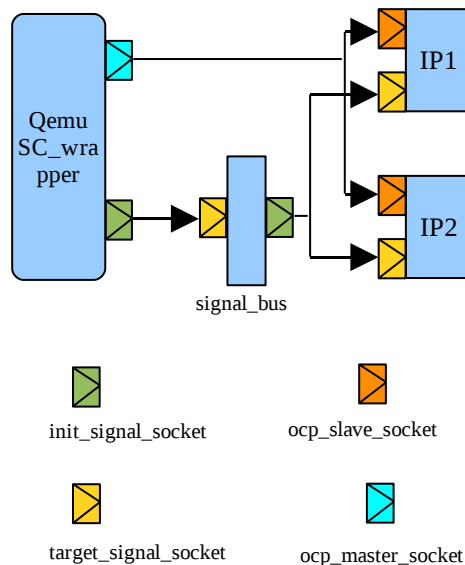 IP1
Qemu
SC_wra
pper
IP2
signal_bus
init_signal_socket
ocp_slave_socket
target_signal_socket
ocp_master_socket